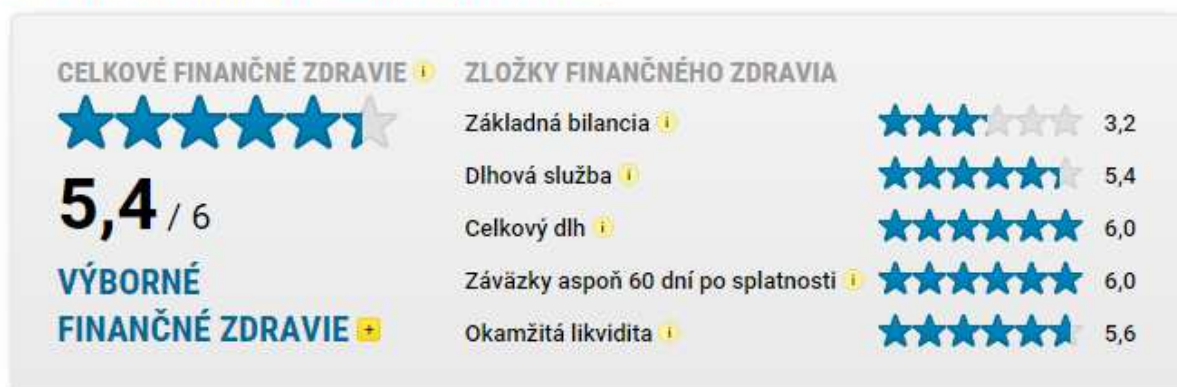 CELKOVÉ FINANČNÉ ZDRAVIE i
5,4 / 6
VÝBORNÉ
FINANČNÉ ZDRAVIE +
ZLOŽKY FINANČNÉHO ZDRAVIA
Základná bilancia i 3,2
Dlhová služba i 5,4
Celkový dlh i 6,0
Záväzky aspoň 60 dní po splatnosti i 6,0
Okamžitá likvidita i 5,6